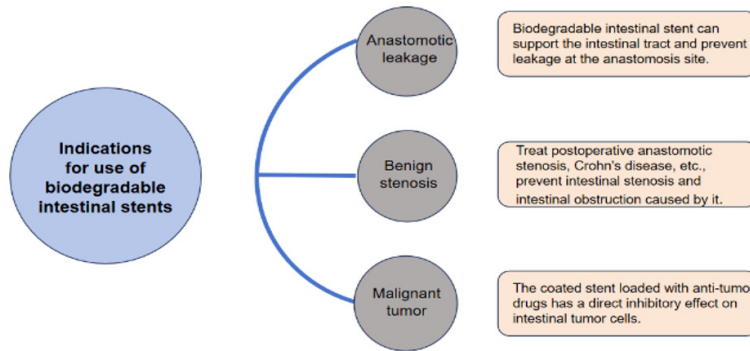 Indications
for use of
biodegradable
intestinal stents
Anastomotic
leakage
Biodegradable intestinal stent can
support the intestinal tract and prevent
leakage at the anastomosis site.
Benign
stenosis
Treat postoperative anastomotic
stenosis, Crohn's disease, etc.,
prevent intestinal stenosis and
intestinal obstruction caused by it.
Malignant
tumor
The coated stent loaded with anti-tumo
drugs has a direct inhibitory effect on
intestinal tumor cells.